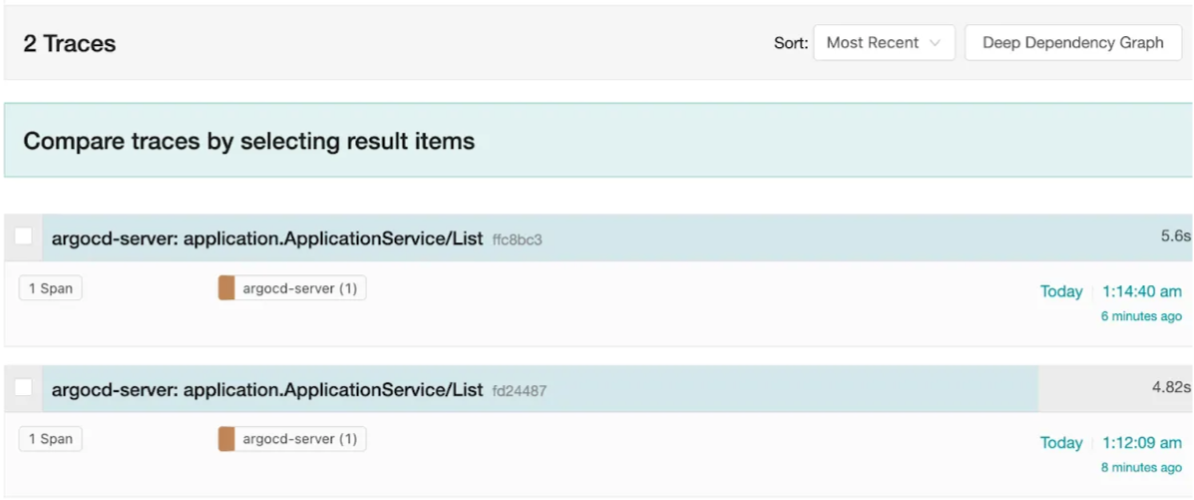 2 Traces
Sort: Most Recent Deep Dependency Graph
Compare traces by selecting result items
argocd-server: application.ApplicationService/List ffc8bc3 5.6s
1 Span argocd-server (1) Today 1:14:40 am
6 minutes ago
argocd-server: application.ApplicationService/List fd24487 4.82s
1 Span argocd-server (1) Today 1:12:09 am
8 minutes ago